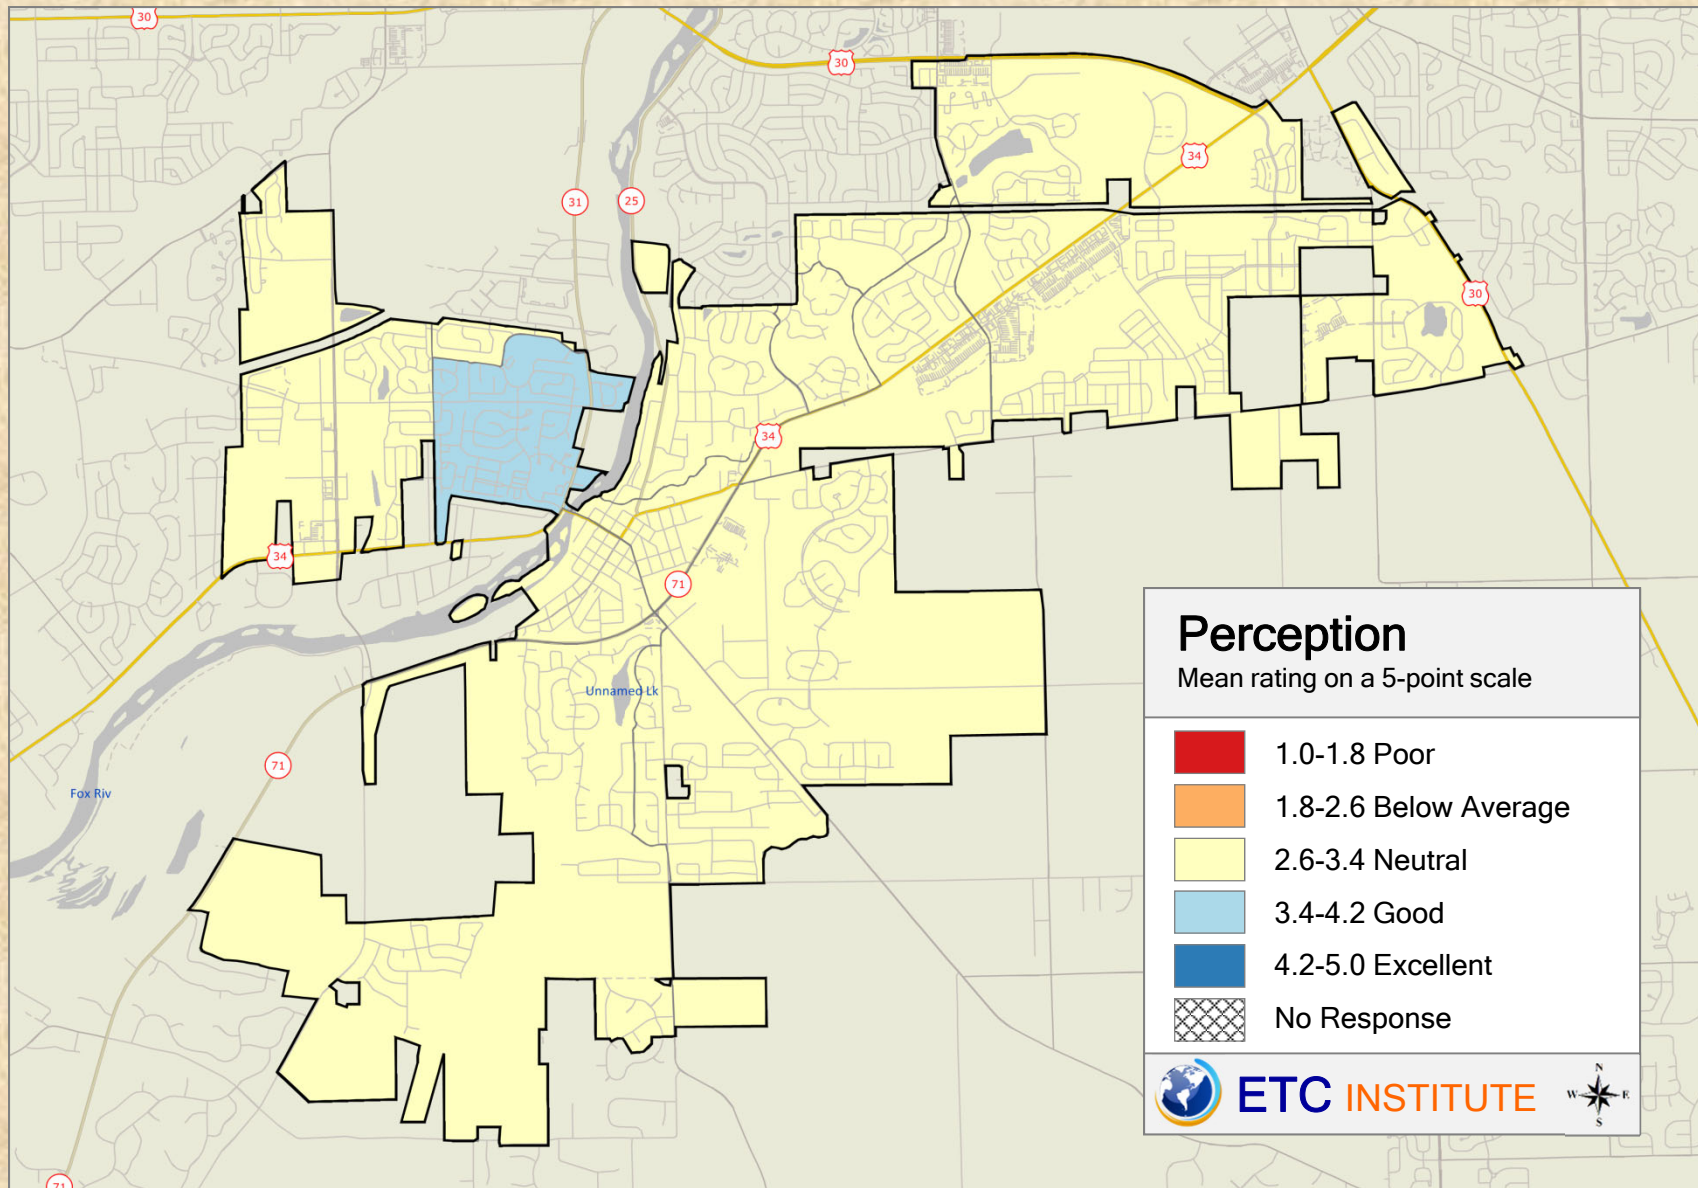 30
30
34
31
25
30
34
34
71
Unnamed Lk
71
Fox Riv
71
Perception
Mean rating on a 5-point scale
1.0-1.8 Poor
1.8-2.6 Below Average
2.6-3.4 Neutral
3.4-4.2 Good
4.2-5.0 Excellent
No Response
ETC INSTITUTE
N
W E
S